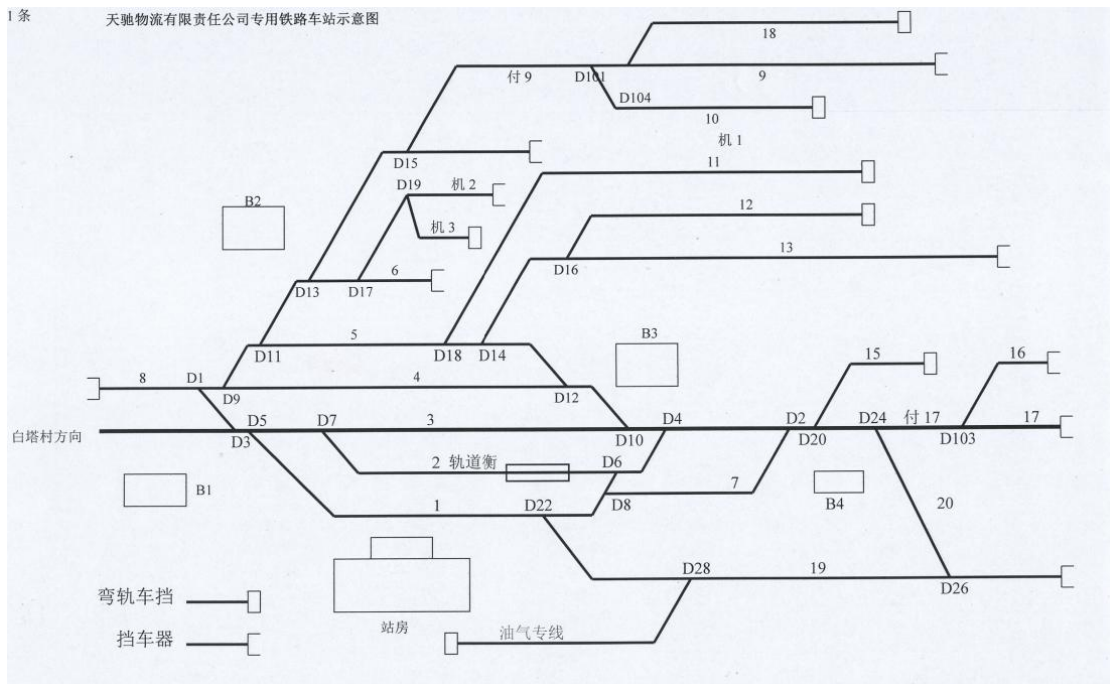 1 条
天驰物流有限责任公司专用铁路车站示意图
18
付 9
D101
9
D104
10
机 1
D15
11
D19
机 2
B2
12
机 3
13
6
D16
D13
D17
B3
5
D11
D18
D14
15
16
8
D1
4
D9
D12
D5
D7
3
D4
D2
D24
付 17
17
白塔村方向
D3
D10
D20
D103
2 轨道衡
D6
7
B1
1
D22
D8
B4
20
D28
19
D26
弯轨车挡
挡车器
站房
油气专线